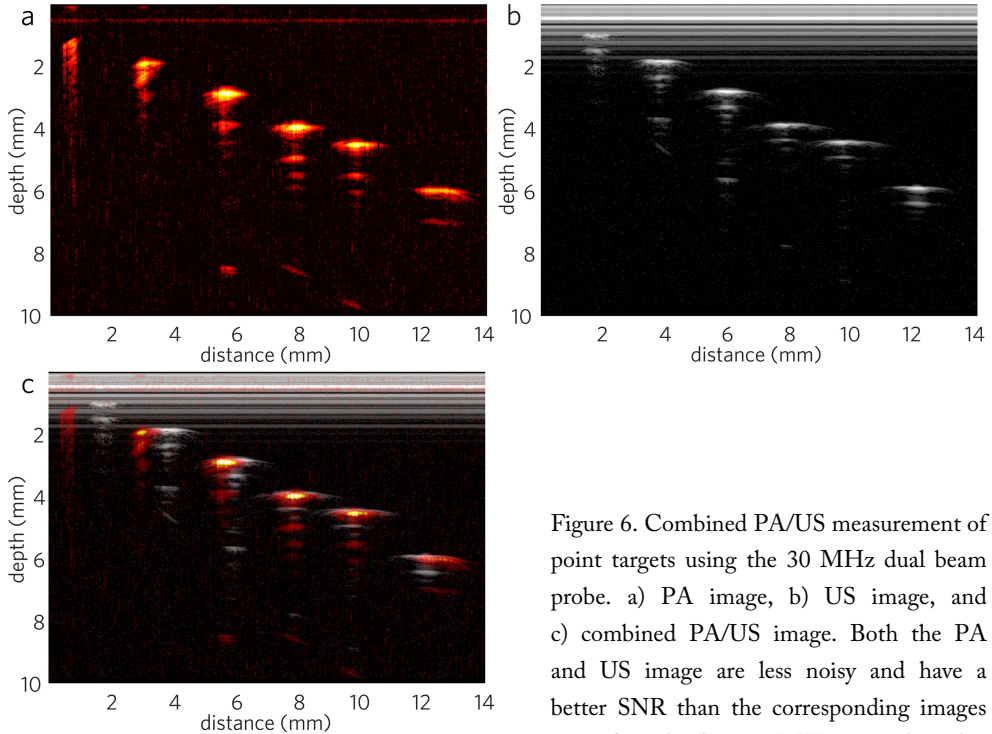 a
2
4
6
8
10
depth (mm)
2
4
6
8
10
12
14
distance (mm)
b
2
4
6
8
10
depth (mm)
2
4
6
8
10
12
14
distance (mm)
c
2
4
6
8
10
depth (mm)
2
4
6
8
10
12
14
distance (mm)
Figure 6. Combined PA/US measurement of
point targets using the 30 MHz dual beam
probe. a) PA image, b) US image, and
c) combined PA/US image. Both the PA
and US image are less noisy and have a
better SNR than the corresponding images